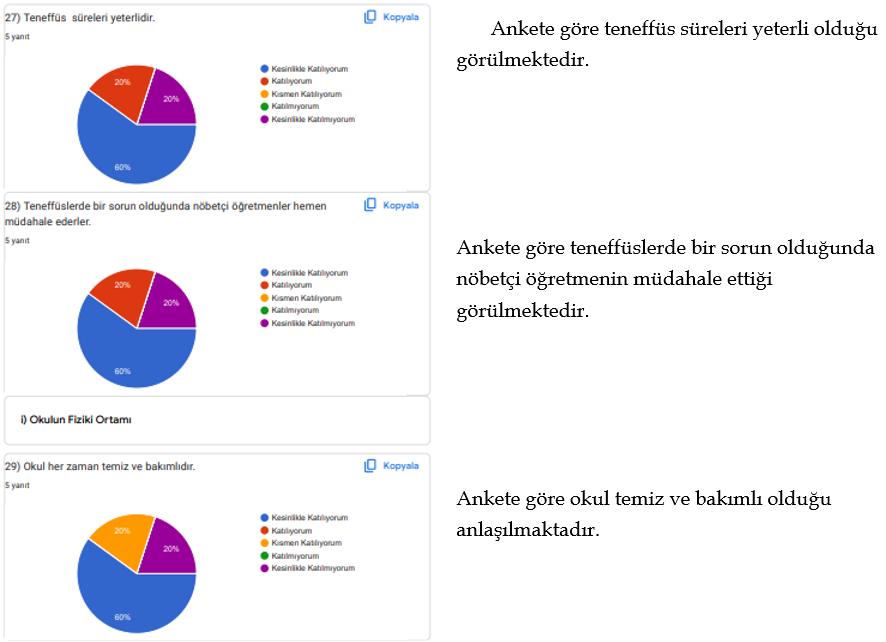 27) Teneffüs süreleri yeterlidir.
Kopyala
5 yanıt
Kesinlikle Katılıyorum
Katılıyorum
Kısmen Katılıyorum
Katılmıyorum
Kesinlikle Katılmıyorum
20%
20%
60%
Ankete göre teneffüs süreleri yeterli olduğu
görülmektedir.
28) Teneffüslerde bir sorun olduğunda nöbetçi öğretmenler hemen
müdahale ederler.
Kopyala
5 yanıt
Kesinlikle Katılıyorum
Katılıyorum
Kısmen Katılıyorum
Katılmıyorum
Kesinlikle Katılmıyorum
20%
20%
60%
Ankete göre teneffüslerde bir sorun olduğunda
nöbetçi öğretmenin müdahale ettiği
görülmektedir.
i) Okulun Fiziki Ortamı
29) Okul her zaman temiz ve bakımlıdır.
Kopyala
5 yanıt
Kesinlikle Katılıyorum
Katılıyorum
Kısmen Katılıyorum
Katılmıyorum
Kesinlikle Katılmıyorum
20%
20%
60%
Ankete göre okul temiz ve bakımlı olduğu
anlaşılmaktadır.